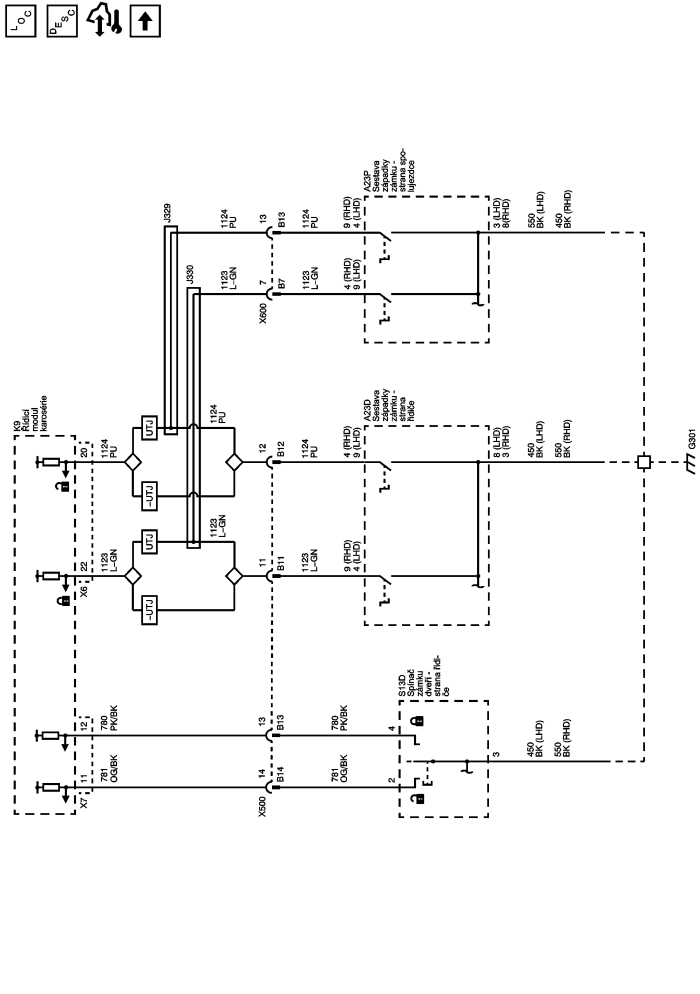 LOC
DESC
K9
Řídicí
modul
karosérie
20
1124
PU
X6
22
1123
L–GN
X7
12
780
PK/BK
11
781
OG/BK
UTJ
–UTJ
UTJ
–UTJ
J329
J330
1124
PU
1123
L–GN
1124
PU
13
B13
1124
PU
1123
L–GN
7
B7
1123
L–GN
X600
12
B12
1124
PU
11
B11
1123
L–GN
13
B13
780
PK/BK
14
B14
781
OG/BK
X500
A23P
Sestava
západky
zámku -
strana spo-
lujezdce
9 (RHD)
4 (LHD)
4 (RHD)
9 (LHD)
3 (LHD)
8(RHD)
550
BK (LHD)
450
BK (RHD)
A23D
Sestava
západky
zámku -
strana
řidiče
4 (RHD)
9 (LHD)
9 (RHD)
4 (LHD)
8 (LHD)
3 (RHD)
450
BK (LHD)
550
BK (RHD)
S13D
Spínač
zámku
dveří -
strana řidi-
če
4
2
3
450
BK (LHD)
550
BK (RHD)
G301